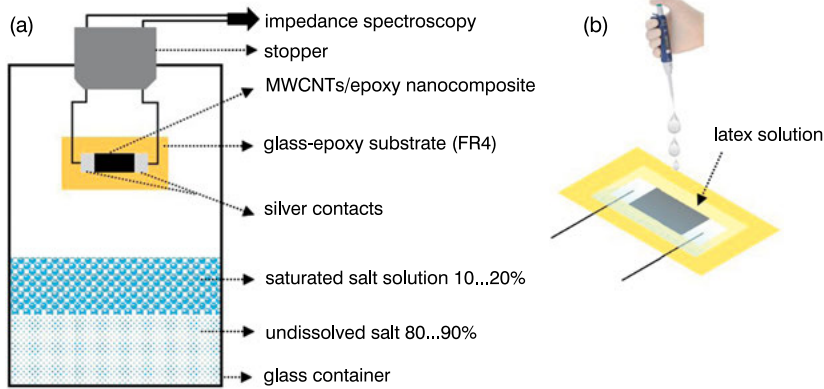 (a)
impedance spectroscopy
stopper
MWCNTs/epoxy nanocomposite
glass-epoxy substrate (FR4)
silver contacts
saturated salt solution 10...20%
undissolved salt 80...90%
glass container
(b)
latex solution